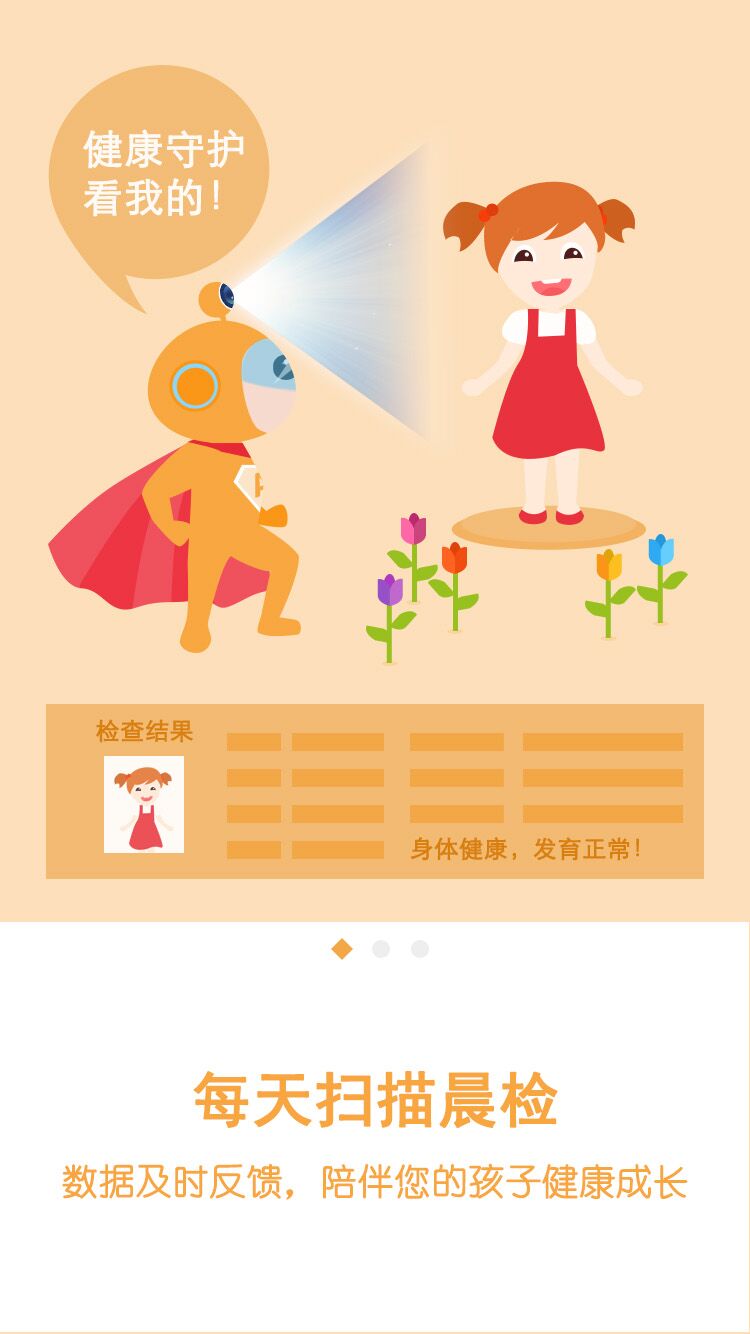 健康守护
看我的！
检查结果
身体健康，发育正常！
每天扫描晨检
数据及时反馈，陪伴您的孩子健康成长